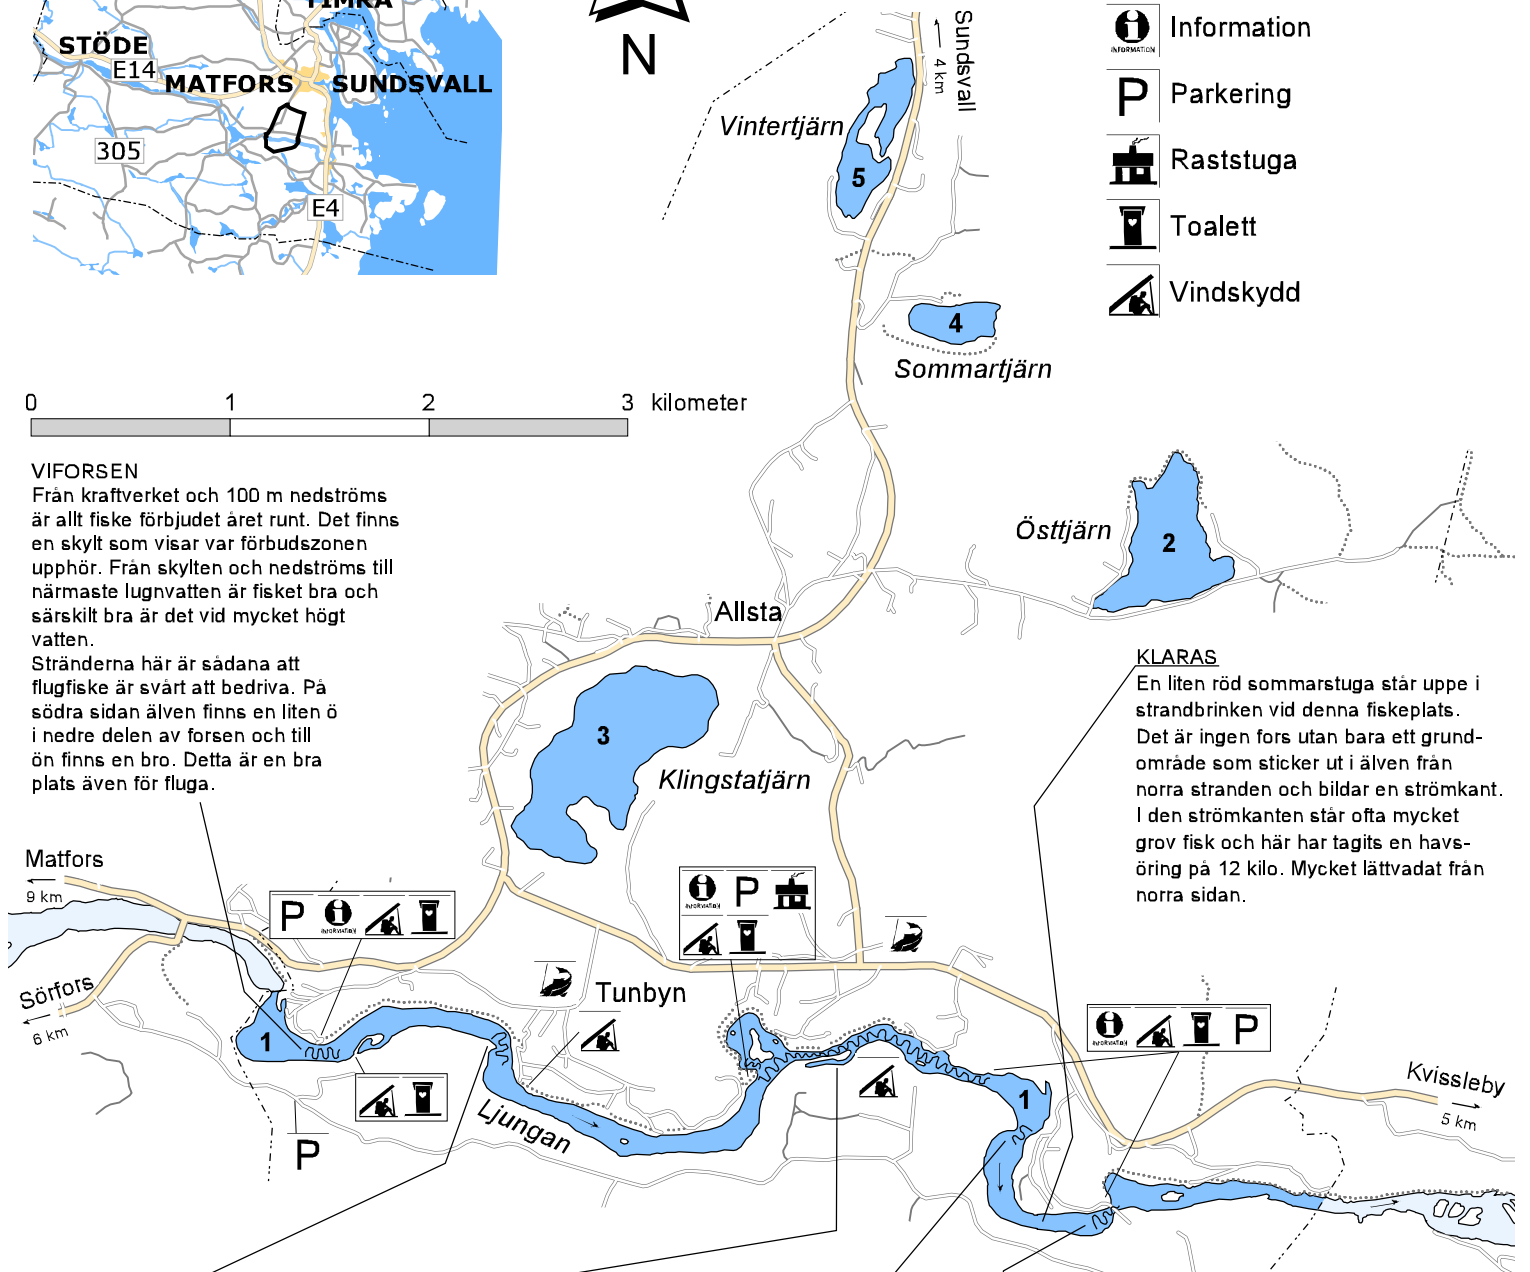 TIMRÅ
STÖDE
E14
MATFORS
SUNDSVALL
305
E4
N
Sundsvall
4 km
INFORMATION
Information
P
Parkering
Raststuga
Toalett
Vindskydd
Vintertjärn
5
4
Sommartjärn
0 1 2 3 kilometer
VIFORSEN
Från kraftverket och 100 m nedströms
är allt fiske förbjudet året runt. Det finns
en skylt som visar var förbudszonen
upphör. Från skylten och nedströms till
närmaste lugnvatten är fisket bra och
särskilt bra är det vid mycket högt
vatten.
Stränderna här är sådana att
flugfiske är svårt att bedriva. På
södra sidan älven finns en liten ö
i nedre delen av forsen och till
ön finns en bro. Detta är en bra
plats även för fluga.
Östtjärn
2
Allsta
KLARAS
En liten röd sommarstuga står uppe i
strandbrinken vid denna fiskeplats.
Det är ingen fors utan bara ett grund-
område som sticker ut i älven från
norra stranden och bildar en strömkant.
I den strömkanten står ofta mycket
grov fisk och här har tagits en havs-
öring på 12 kilo. Mycket lättvadat från
norra sidan.
3
Klingstatjärn
Matfors
9 km
P
INFORMATION
INFORMATION
P
Sörfors
6 km
Tunbyn
1
INFORMATION
P
Kvissleby
5 km
1
Ljungan
P